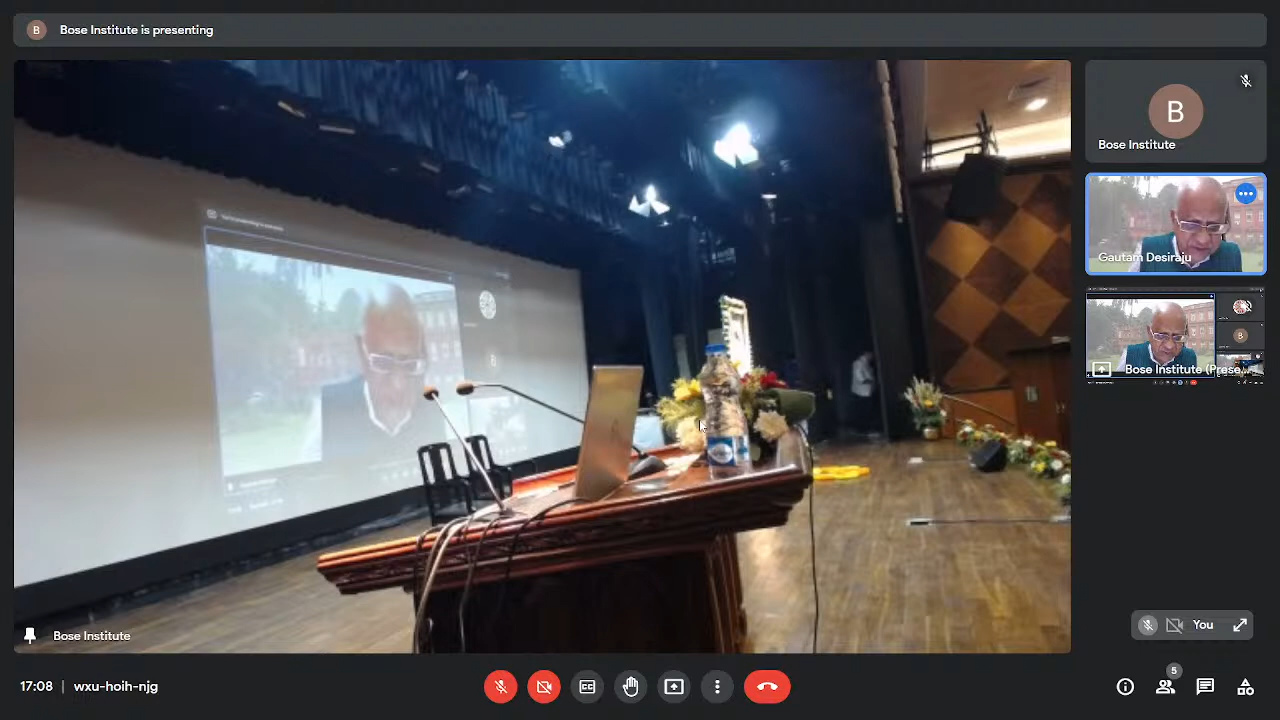 B
Bose Institute is presenting
B
Bose Institute
Gautam Desiraju
B
Bose Institute (Prese...
Bose Institute
You
17:08 | wxu-hoih-njg
5